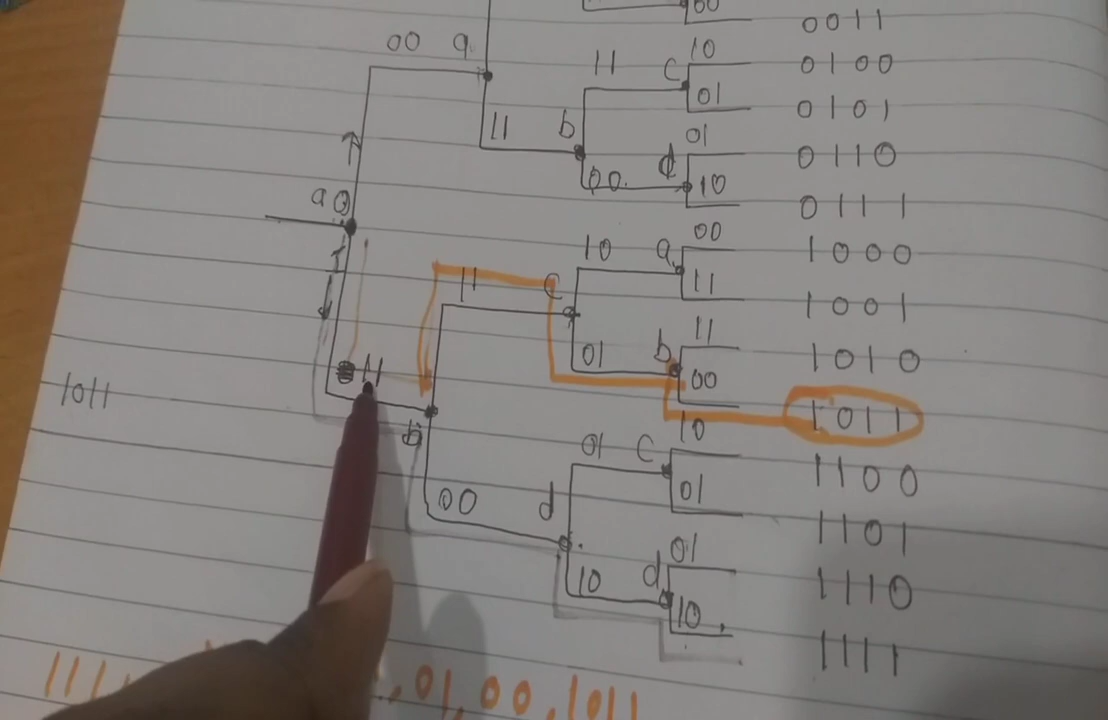 00
0011
00 a 11 c 10 0100
01 0101
11 b 01
00 d 10 0110
a 0111
10 a 00 1000
11 c 11 1001
01 b 11 1010
11 00
1011 1011
b 10
01 c 1100
00 d 01 1101
01
10 d 10 1110
1111
01,00,1011